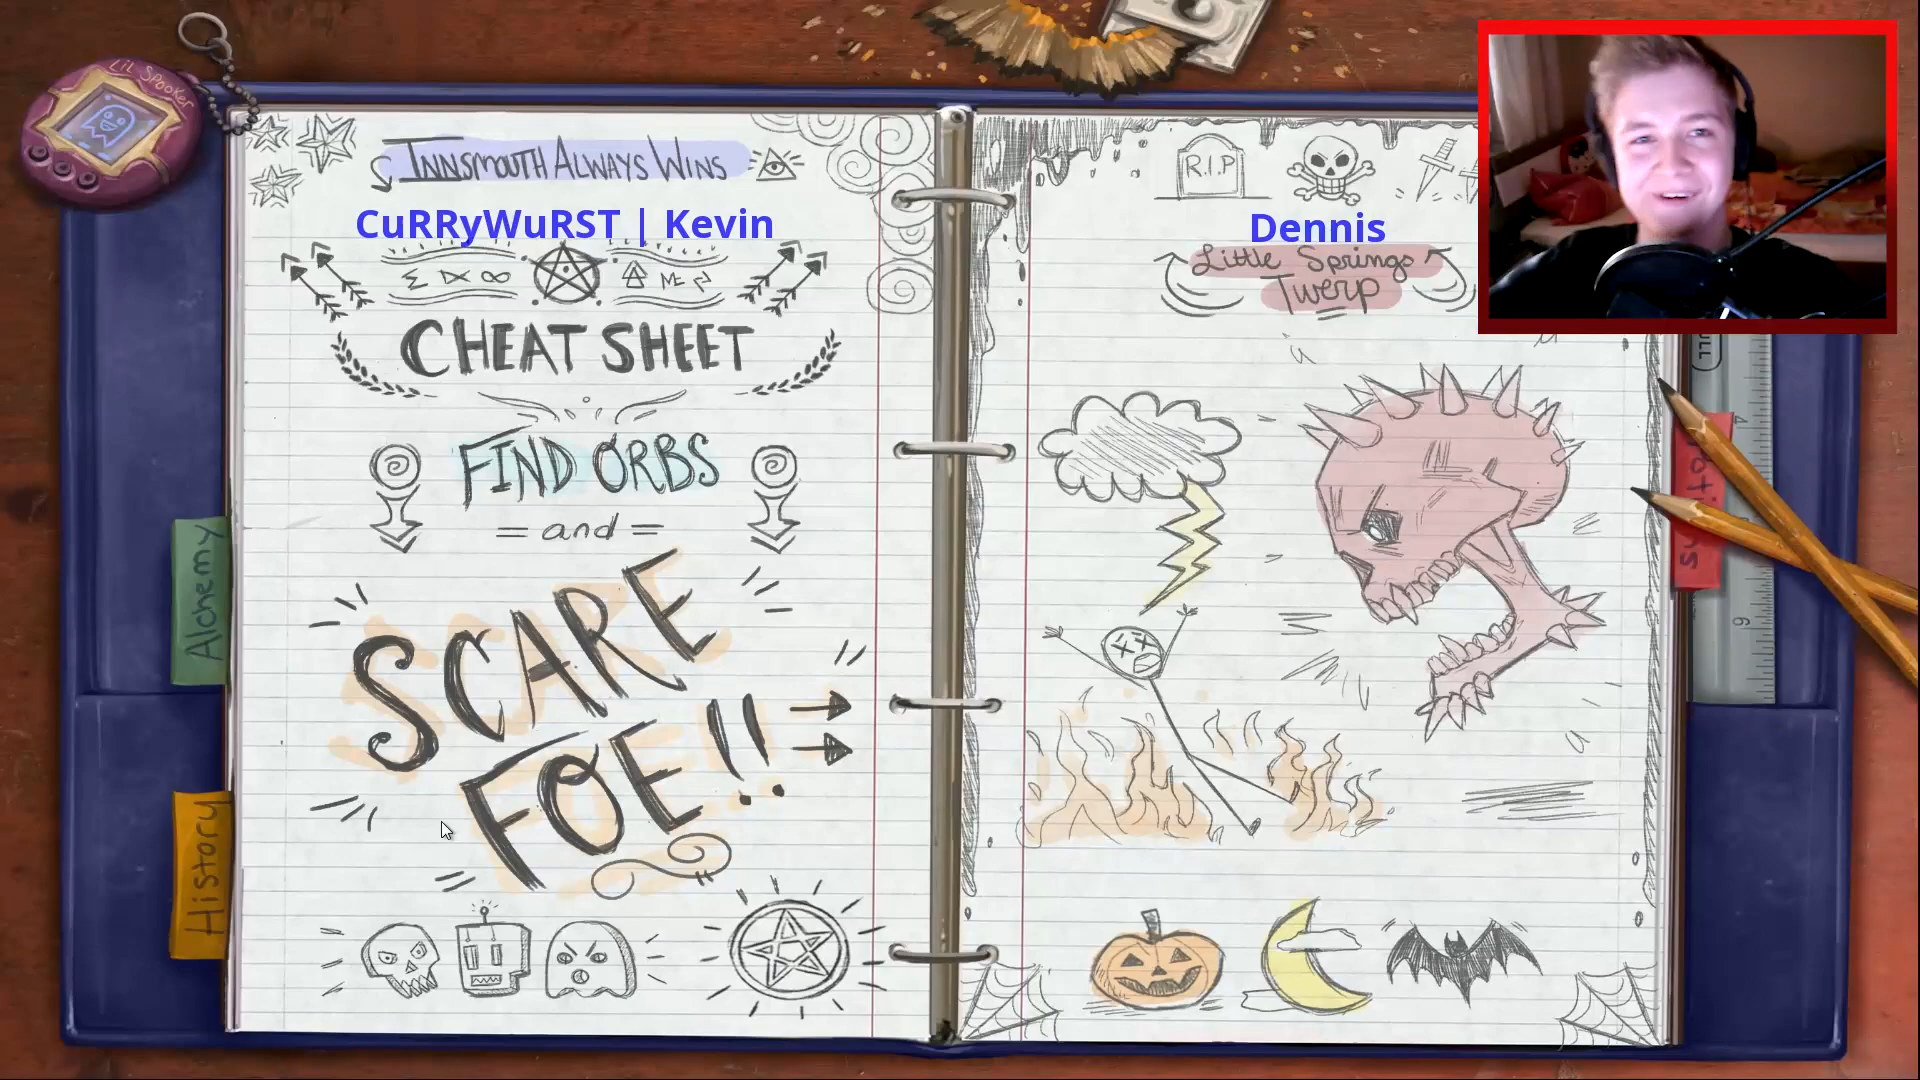 LIL SPOOKER
INNSMOUTH ALWAYS WINS
CuRRyWuRST | Kevin
CHEAT SHEET
FIND ORBS
= and =
SCARE
FOE!!
Alchemy
History
R.I.P
Dennis
Little Springs
Twerp